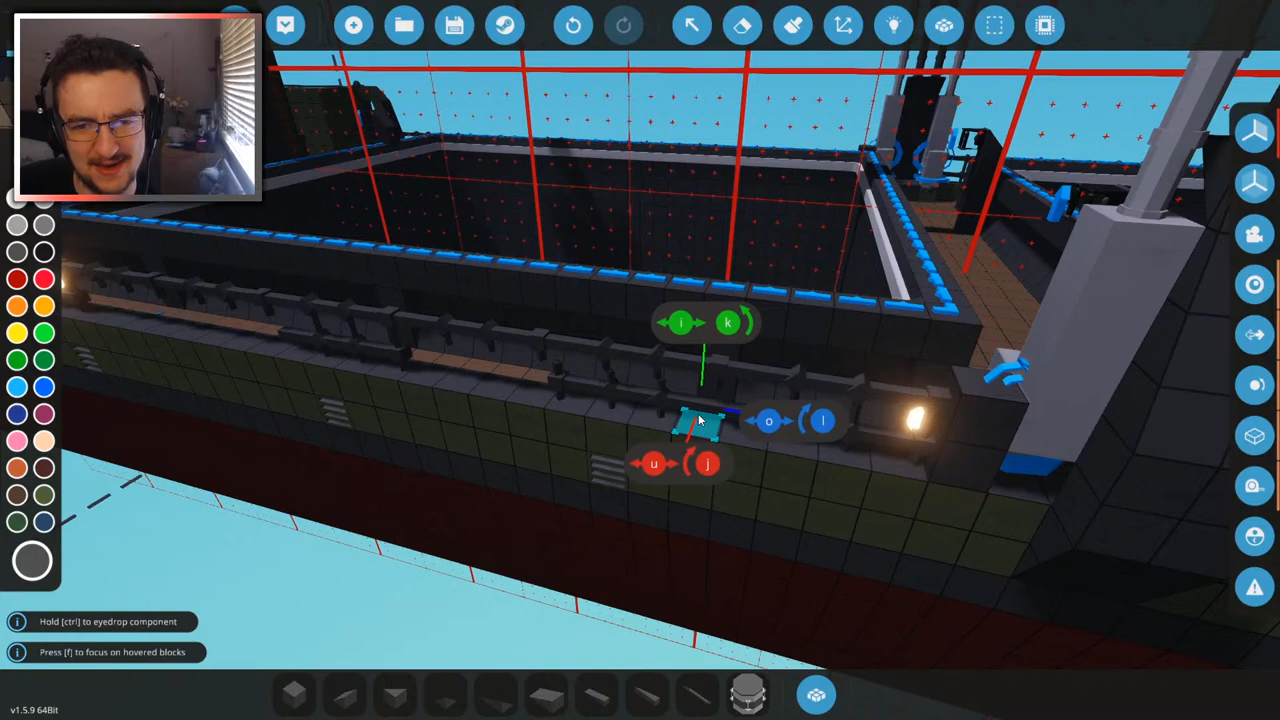 i k
o l
u j
Hold [ctrl] to eyedrop component
Press [f] to focus on hovered blocks
v1.5.9 64Bit